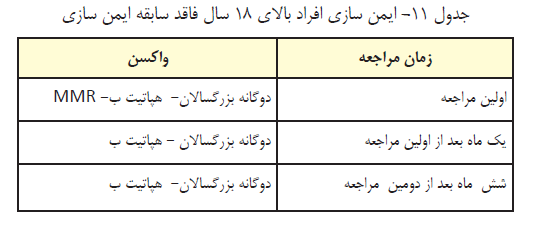 جدول ۱۱- ایمن سازی افراد بالای ۱۸ سال فاقد سابقه ایمن سازی
زمان مراجعه واکسن
اولین مراجعه دوگانه بزرگسالان- هپاتیت ب- MMR
یک ماه بعد از اولین مراجعه دوگانه بزرگسالان - هپاتیت ب
شش ماه بعد از دومین مراجعه دوگانه بزرگسالان- هپاتیت ب